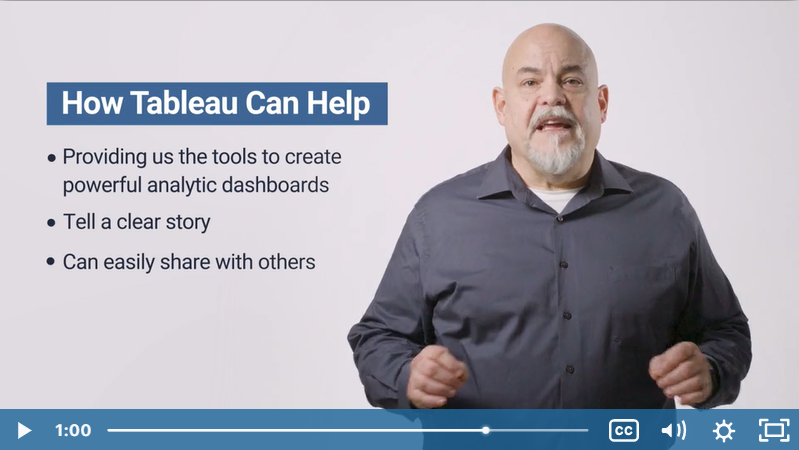 How Tableau Can Help
• Providing us the tools to create
powerful analytic dashboards
• Tell a clear story
• Can easily share with others
1:00
CC